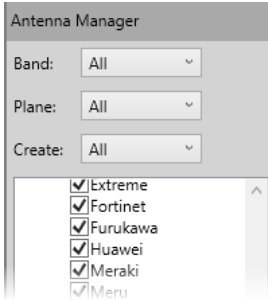 Antenna Manager
Band: All
Plane: All
Create: All
Extreme
Fortinet
Furukawa
Huawei
Meraki
Meru